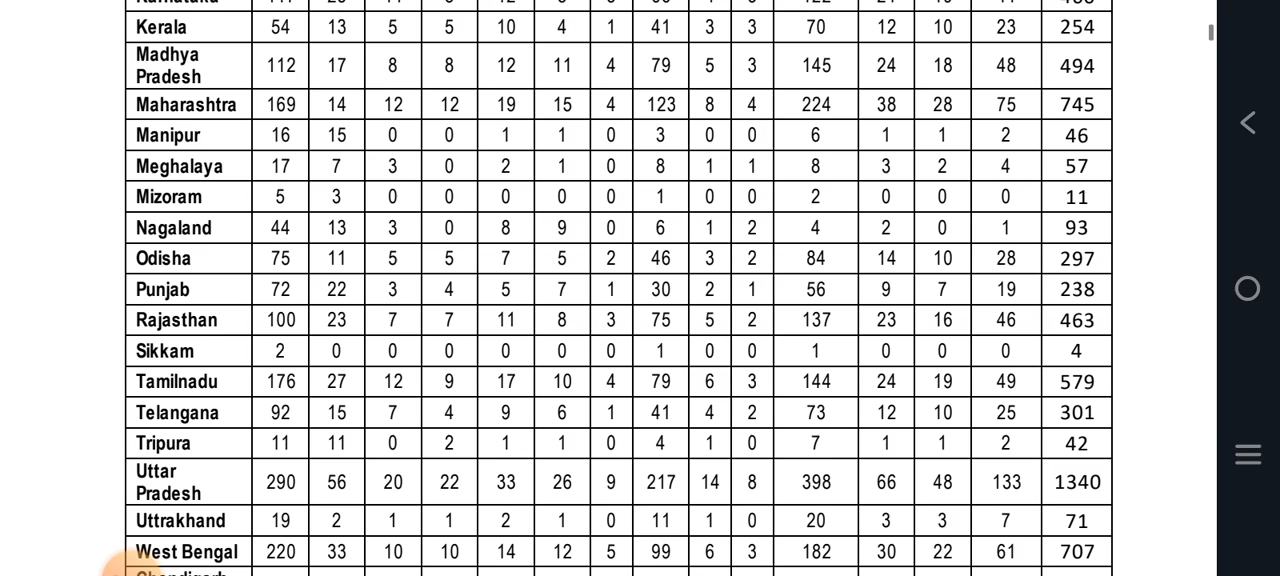 Kerala 54 13 5 5 10 4 1 41 3 3 70 12 10 23 254
Madhya
Pradesh 112 17 8 8 12 11 4 79 5 3 145 24 18 48 494
Maharashtra 169 14 12 12 19 15 4 123 8 4 224 38 28 75 745
Manipur 16 15 0 0 1 1 0 3 0 0 6 1 1 2 46
Meghalaya 17 7 3 0 2 1 0 8 1 1 8 3 2 4 57
Mizoram 5 3 0 0 0 0 0 1 0 0 2 0 0 0 11
Nagaland 44 13 3 0 8 9 0 6 1 2 4 2 0 1 93
Odisha 75 11 5 5 7 5 2 46 3 2 84 14 10 28 297
Punjab 72 22 3 4 5 7 1 30 2 1 56 9 7 19 238
Rajasthan 100 23 7 7 11 8 3 75 5 2 137 23 16 46 463
Sikkam 2 0 0 0 0 0 0 1 0 0 1 0 0 0 4
Tamilnadu 176 27 12 9 17 10 4 79 6 3 144 24 19 49 579
Telangana 92 15 7 4 9 6 1 41 4 2 73 12 10 25 301
Tripura 11 11 0 2 1 1 0 4 1 0 7 1 1 2 42
Uttar
Pradesh 290 56 20 22 33 26 9 217 14 8 398 66 48 133 1340
Uttrakhand 19 2 1 1 2 1 0 11 1 0 20 3 3 7 71
West Bengal 220 33 10 10 14 12 5 99 6 3 182 30 22 61 707